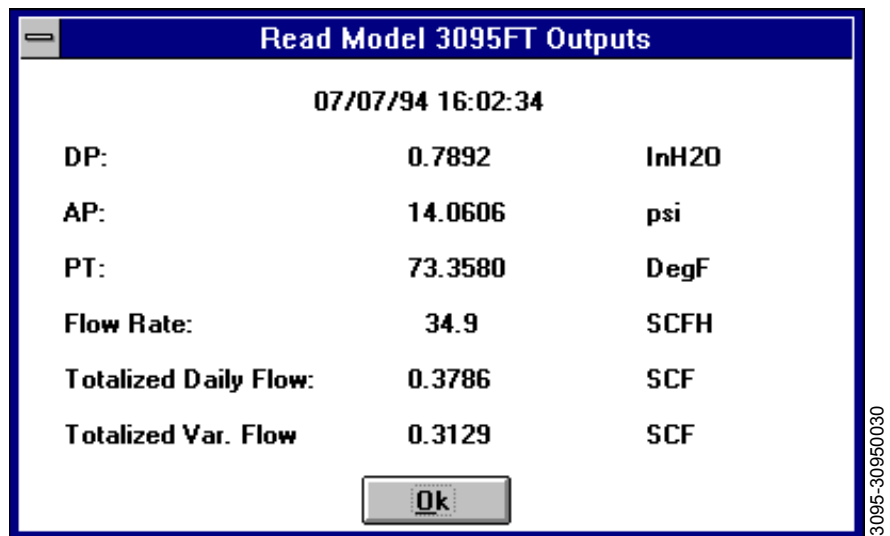 Read Model 3095FT Outputs
07/07/94 16:02:34
DP: 0.7892 InH2O
AP: 14.0606 psi
PT: 73.3580 DegF
Flow Rate: 34.9 SCFH
Totalized Daily Flow: 0.3786 SCF
Totalized Var. Flow 0.3129 SCF
Ok
3095-30950030